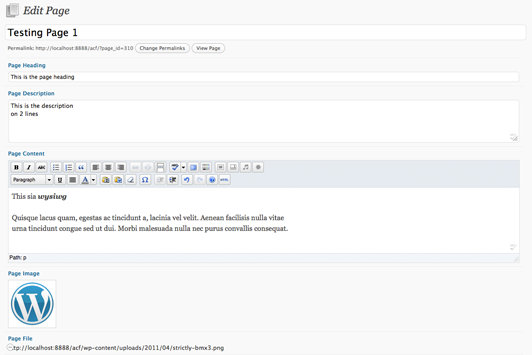 Edit Page
Testing Page 1
Permalink: http://localhost:8888/acf/?page_id=310 Change Permalinks View Page
Page Heading
This is the page heading
Page Description
This is the description
on 2 lines
Page Content
B I ABC
Paragraph U A Ω HTML
This sia wysiwg
Quisque lacus quam, egestas ac tincidunt a, lacinia vel velit. Aenean facilisis nulla vitae
urna tincidunt congue sed ut dui. Morbi malesuada nulla nec purus convallis consequat.
Path: p
Page Image
W
Page File
tp://localhost:8888/acf/wp-content/uploads/2011/04/strictly-bmx3.png